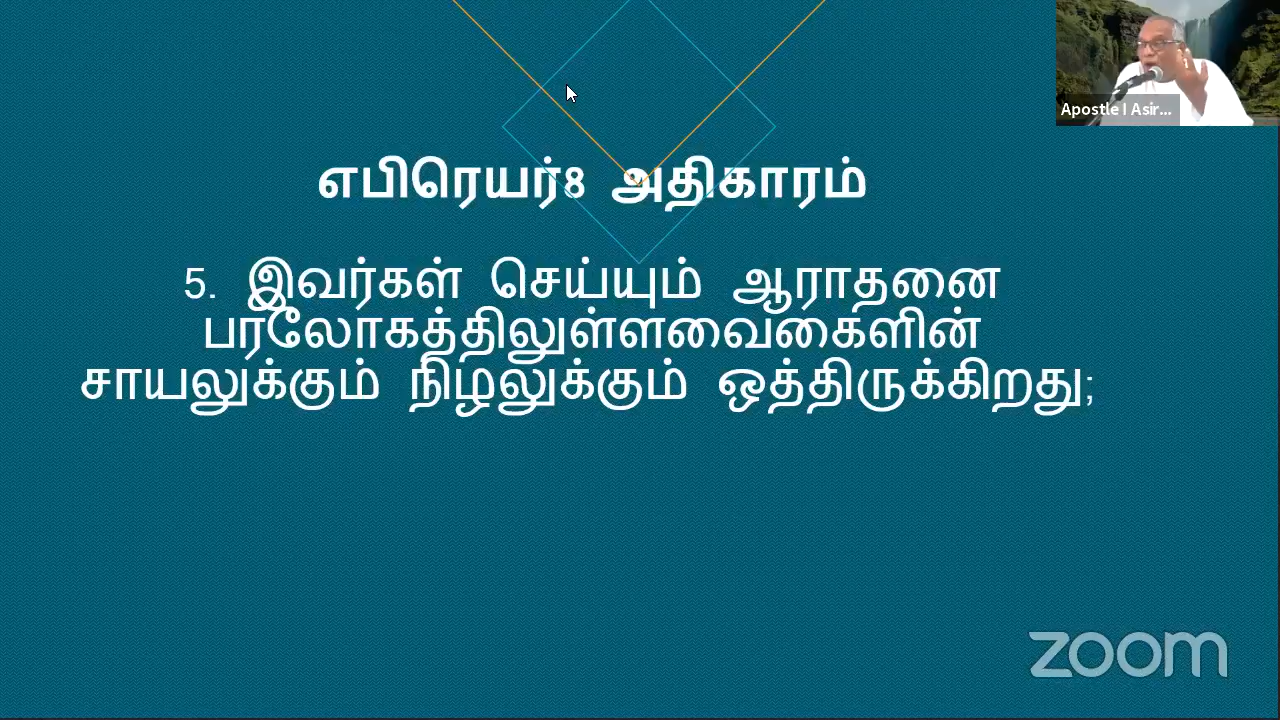 Apostle I Asir...
எபிரெயர்8 அதிகாரம்
5. இவர்கள் செய்யும் ஆராதனை
பரலோகத்திலுள்ளவைகைளின்
சாயலுக்கும் நிழலுக்கும் ஒத்திருக்கிறது;
zoom